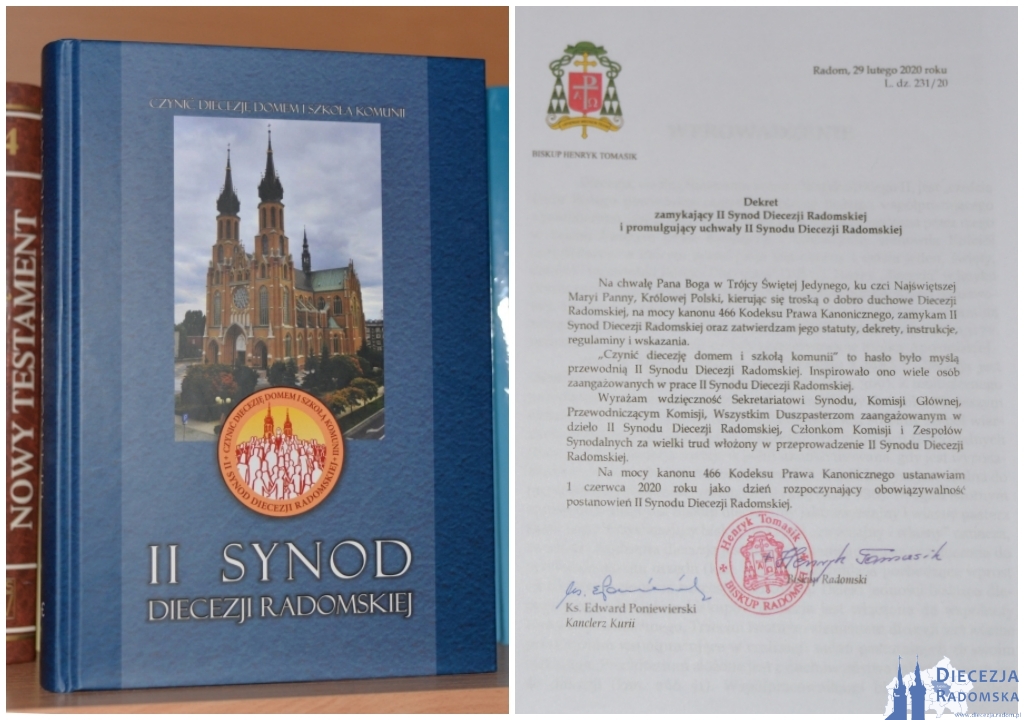 4
NOWY TESTAMENT
CZYNIĆ DIECEZJĘ DOMEM I SZKOŁĄ KOMUNII
CZYNIĆ DIECEZJĘ DOMEM I SZKOŁĄ KOMUNII
II SYNOD DIECEZJI RADOMSKIEJ
II SYNOD
DIECEZJI RADOMSKIEJ
BISKUP HENRYK TOMASIK
Radom, 29 lutego 2020 roku
L. dz. 231/20
Dekret
zamykający II Synod Diecezji Radomskiej
i promulgujący uchwały II Synodu Diecezji Radomskiej
Na chwałę Pana Boga w Trójcy Świętej Jedynego, ku czci Najświętszej
Maryi Panny, Królowej Polski, kierując się troską o dobro duchowe Diecezji
Radomskiej, na mocy kanonu 466 Kodeksu Prawa Kanonicznego, zamykam II
Synod Diecezji Radomskiej oraz zatwierdzam jego statuty, dekrety, instrukcje,
regulaminy i wskazania.
„Czynić diecezję domem i szkołą komunii" to hasło było myślą
przewodnią II Synodu Diecezji Radomskiej. Inspirowało ono wiele osób
zaangażowanych w prace II Synodu Diecezji Radomskiej.
Wyrażam wdzięczność Sekretariatowi Synodu, Komisji Głównej,
Przewodniczącym Komisji, Wszystkim Duszpasterzom zaangażowanym w
dzieło II Synodu Diecezji Radomskiej, Członkom Komisji i Zespołów
Synodalnych za wielki trud włożony w przeprowadzenie II Synodu Diecezji
Radomskiej.
Na mocy kanonu 466 Kodeksu Prawa Kanonicznego ustanawiam
1 czerwca 2020 roku jako dzień rozpoczynający obowiązywalność
postanowień II Synodu Diecezji Radomskiej.
Henryk Tomasik
BISKUP RADOMSKI
+ Henryk Tomasik
Biskup Radomski
Ks. Edward Poniewierski
Kanclerz Kurii
DIECEZJA
RADOMSKA
www.diecezja.radom.pl